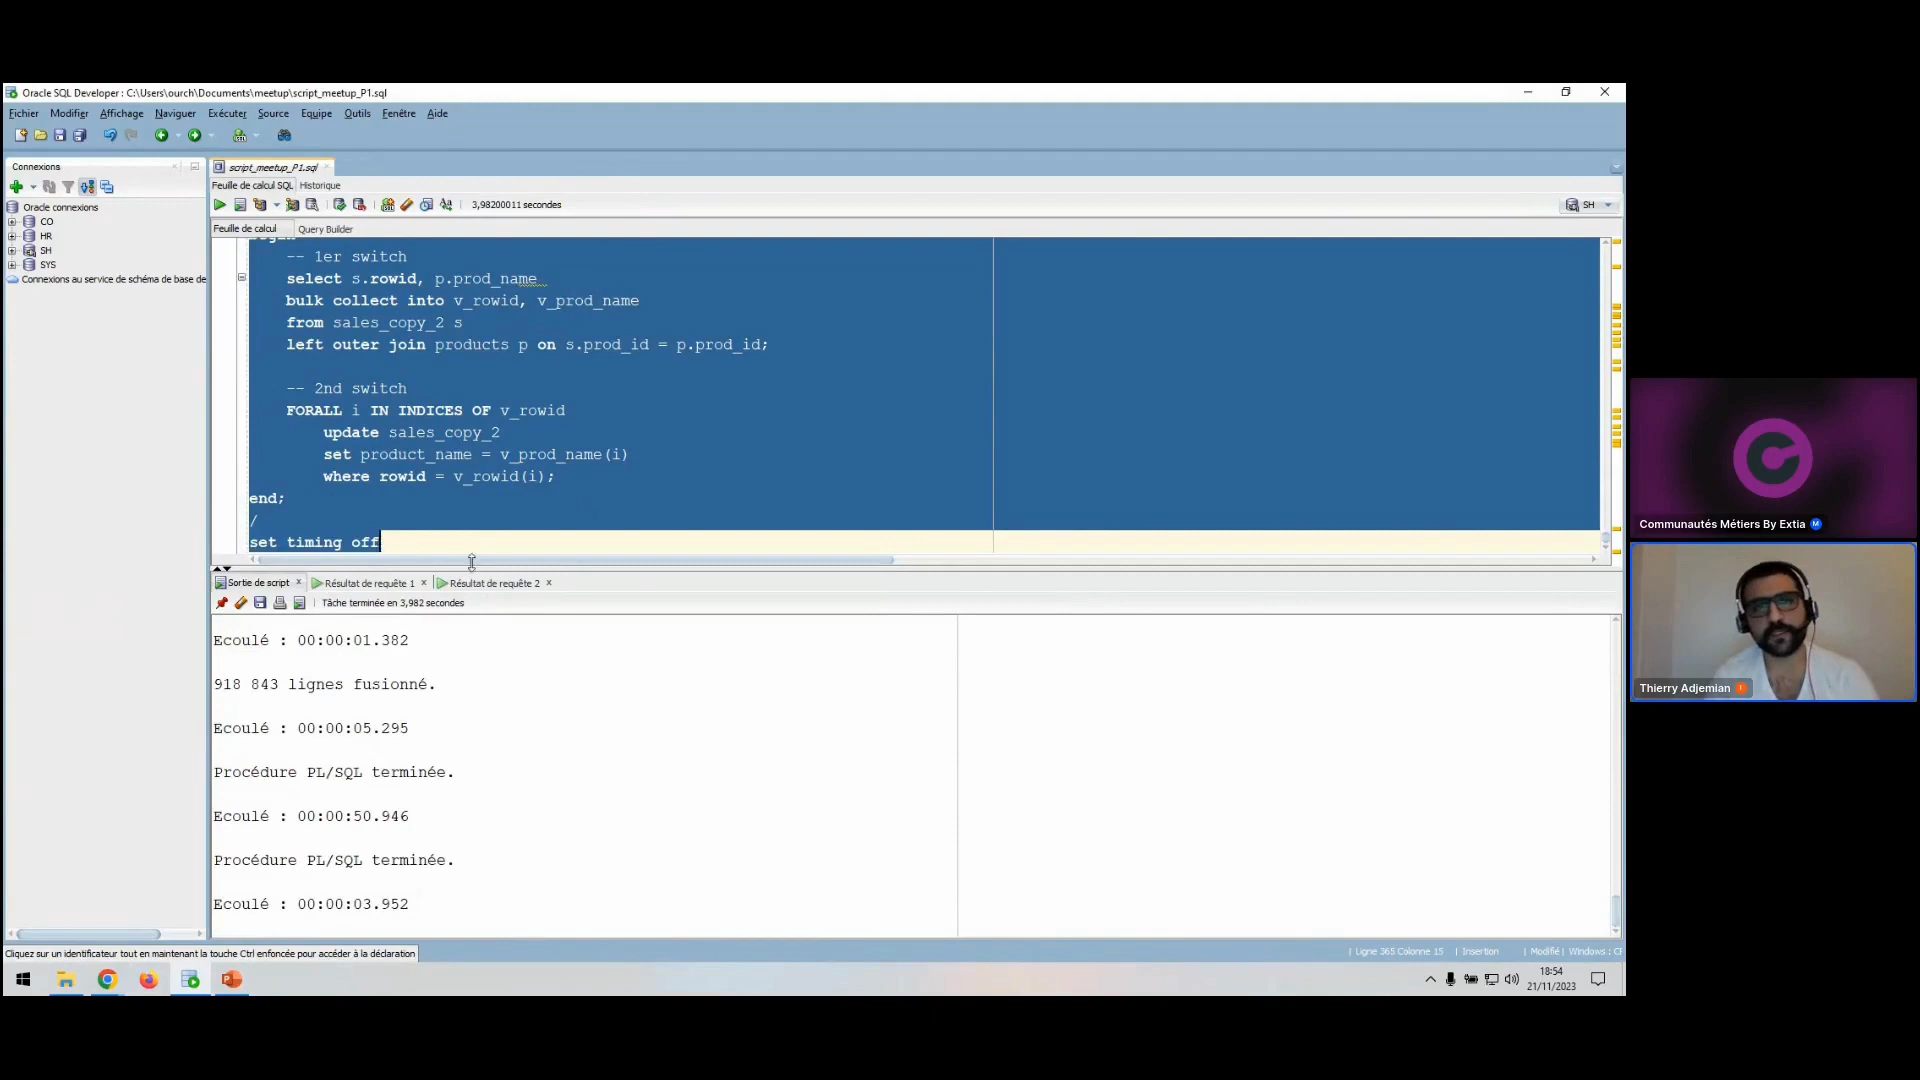 Oracle SQL Developer : C:\Users\ourch\Documents\meetup\script_meetup_P1.sql
Fichier Modifier Affichage Naviguer Exécuter Source Equipe Outils Fenêtre Aide
Connexions
script_meetup_P1.sql
Feuille de calcul SQL Historique
3,98200011 secondes
SH
Oracle connexions
CO
HR
SH
SYS
Connexions au service de schéma de base de
Feuille de calcul Query Builder
begin
-- 1er switch
select s.rowid, p.prod_name
bulk collect into v_rowid, v_prod_name
from sales_copy_2 s
left outer join products p on s.prod_id = p.prod_id;
-- 2nd switch
FORALL i IN INDICES OF v_rowid
update sales_copy_2
set product_name = v_prod_name(i)
where rowid = v_rowid(i);
end;
/
set timing off
Sortie de script Résultat de requête 1 Résultat de requête 2
Tâche terminée en 3,982 secondes
Ecoulé : 00:00:01.382
918 843 lignes fusionné.
Ecoulé : 00:00:05.295
Procédure PL/SQL terminée.
Ecoulé : 00:00:50.946
Procédure PL/SQL terminée.
Ecoulé : 00:00:03.952
Cliquez sur un identificateur tout en maintenant la touche Ctrl enfoncée pour accéder à la déclaration
Ligne 365 Colonne 15 | Insertion | Modifié | Windows : CF
18:54
21/11/2023
Communautés Métiers By Extia
Thierry Adjemian